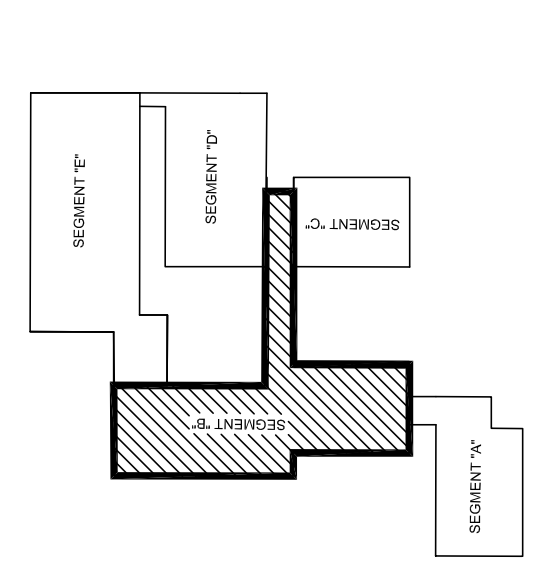 SEGMENT "E"
SEGMENT "D"
SEGMENT "C"
SEGMENT "B"
SEGMENT "A"